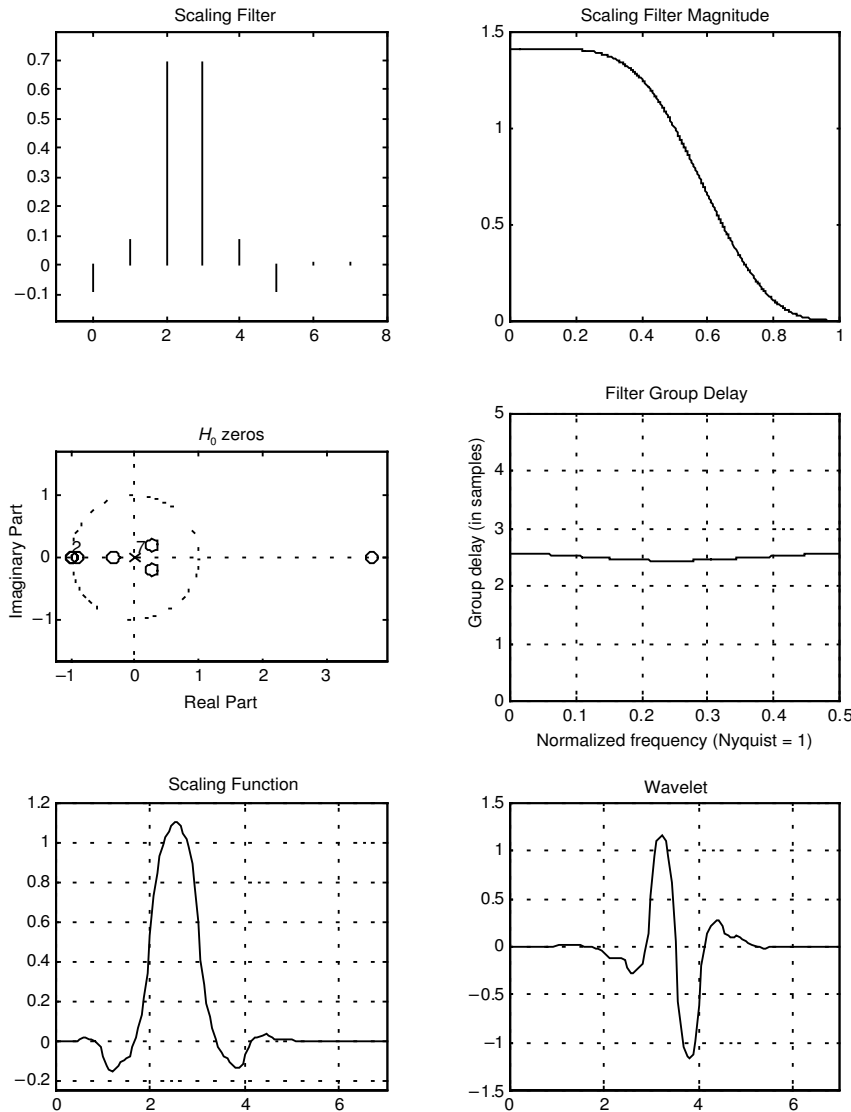 Scaling Filter
0.7
0.6
0.5
0.4
0.3
0.2
0.1
0
−0.1
0 2 4 6 8
Scaling Filter Magnitude
1.5
1
0.5
0
0 0.2 0.4 0.6 0.8 1
H0 zeros
Imaginary Part
1
0
−1
2
7
−1 0 1 2 3
Real Part
Filter Group Delay
Group delay (in samples)
5
4
3
2
1
0
0 0.1 0.2 0.3 0.4 0.5
Normalized frequency (Nyquist = 1)
Scaling Function
1.2
1
0.8
0.6
0.4
0.2
0
−0.2
0 2 4 6
Wavelet
1.5
1
0.5
0
−0.5
−1
−1.5
0 2 4 6